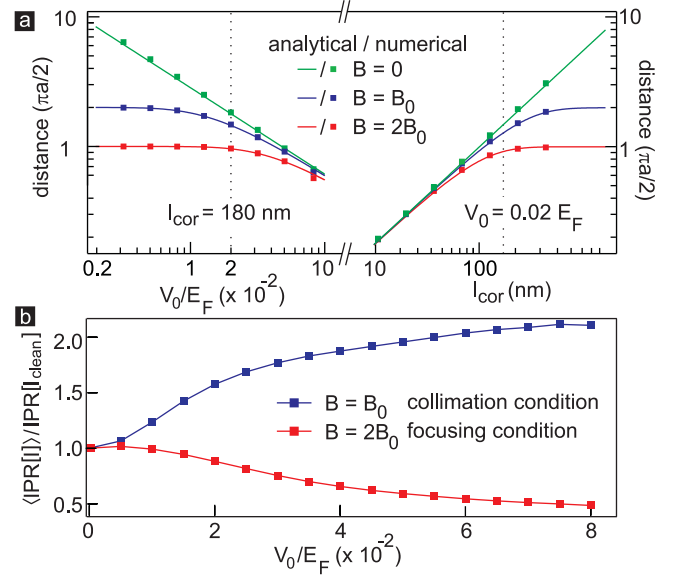 a
10
10
analytical / numerical
/ B = 0
/ B = B0
/ B = 2B0
distance (πa/2)
distance (πa/2)
1
1
lcor = 180 nm
V0 = 0.02 EF
0.2
1
2
10
10
100
V0/EF (x 10-2)
lcor (nm)
b
2.0
1.5
1.0
0.5
⟨IPR[I]⟩/IPR[Iclean]
B = B0 collimation condition
B = 2B0 focusing condition
0
2
4
6
8
V0/EF (x 10-2)